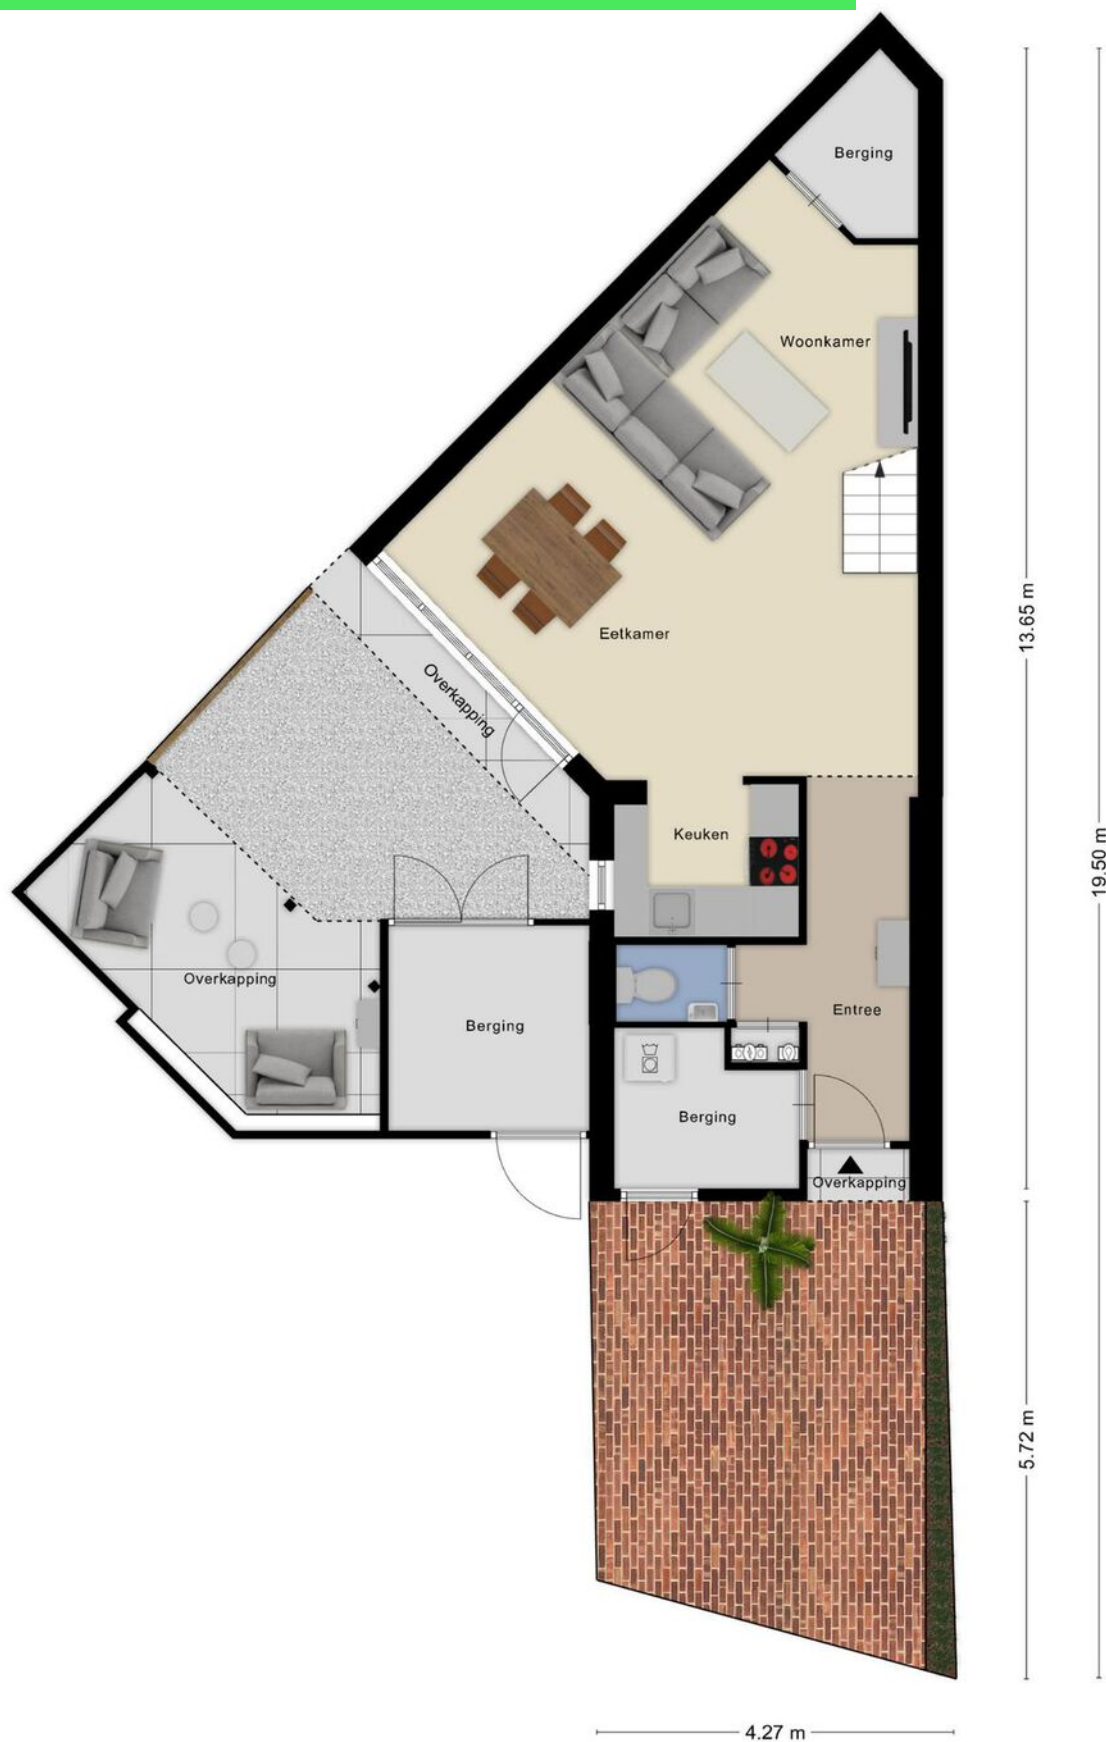 Berging
Woonkamer
13.65 m
Eetkamer
Overkapping
Keuken
19.50 m
Overkapping
Entree
Berging
Berging
Overkapping
5.72 m
4.27 m